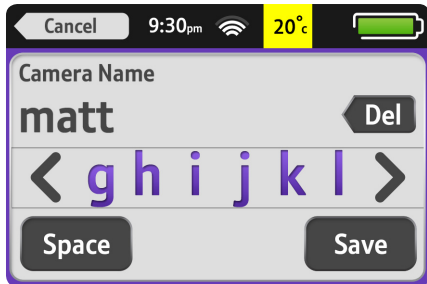 Cancel 9:30pm 20°c
Camera Name
matt Del
g h i j k l
Space Save